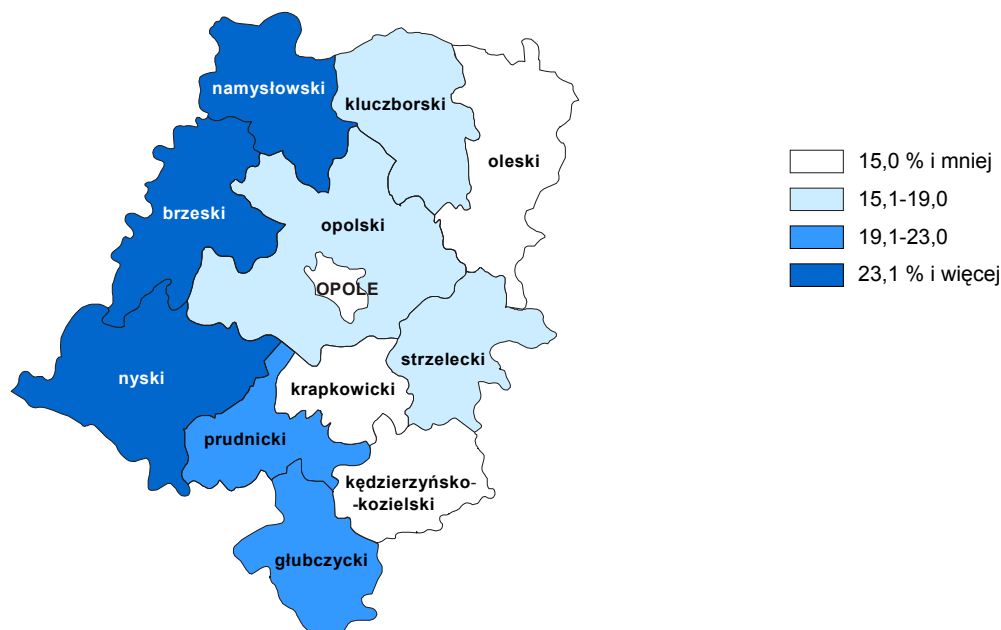 namysłowski
kluczborski
oleski
brzeski
opolski
OPOLE
strzelecki
nyski
krapkowicki
prudnicki
kędzierzyńsko-
-kozielski
głubczycki
15,0 % i mniej
15,1-19,0
19,1-23,0
23,1 % i więcej